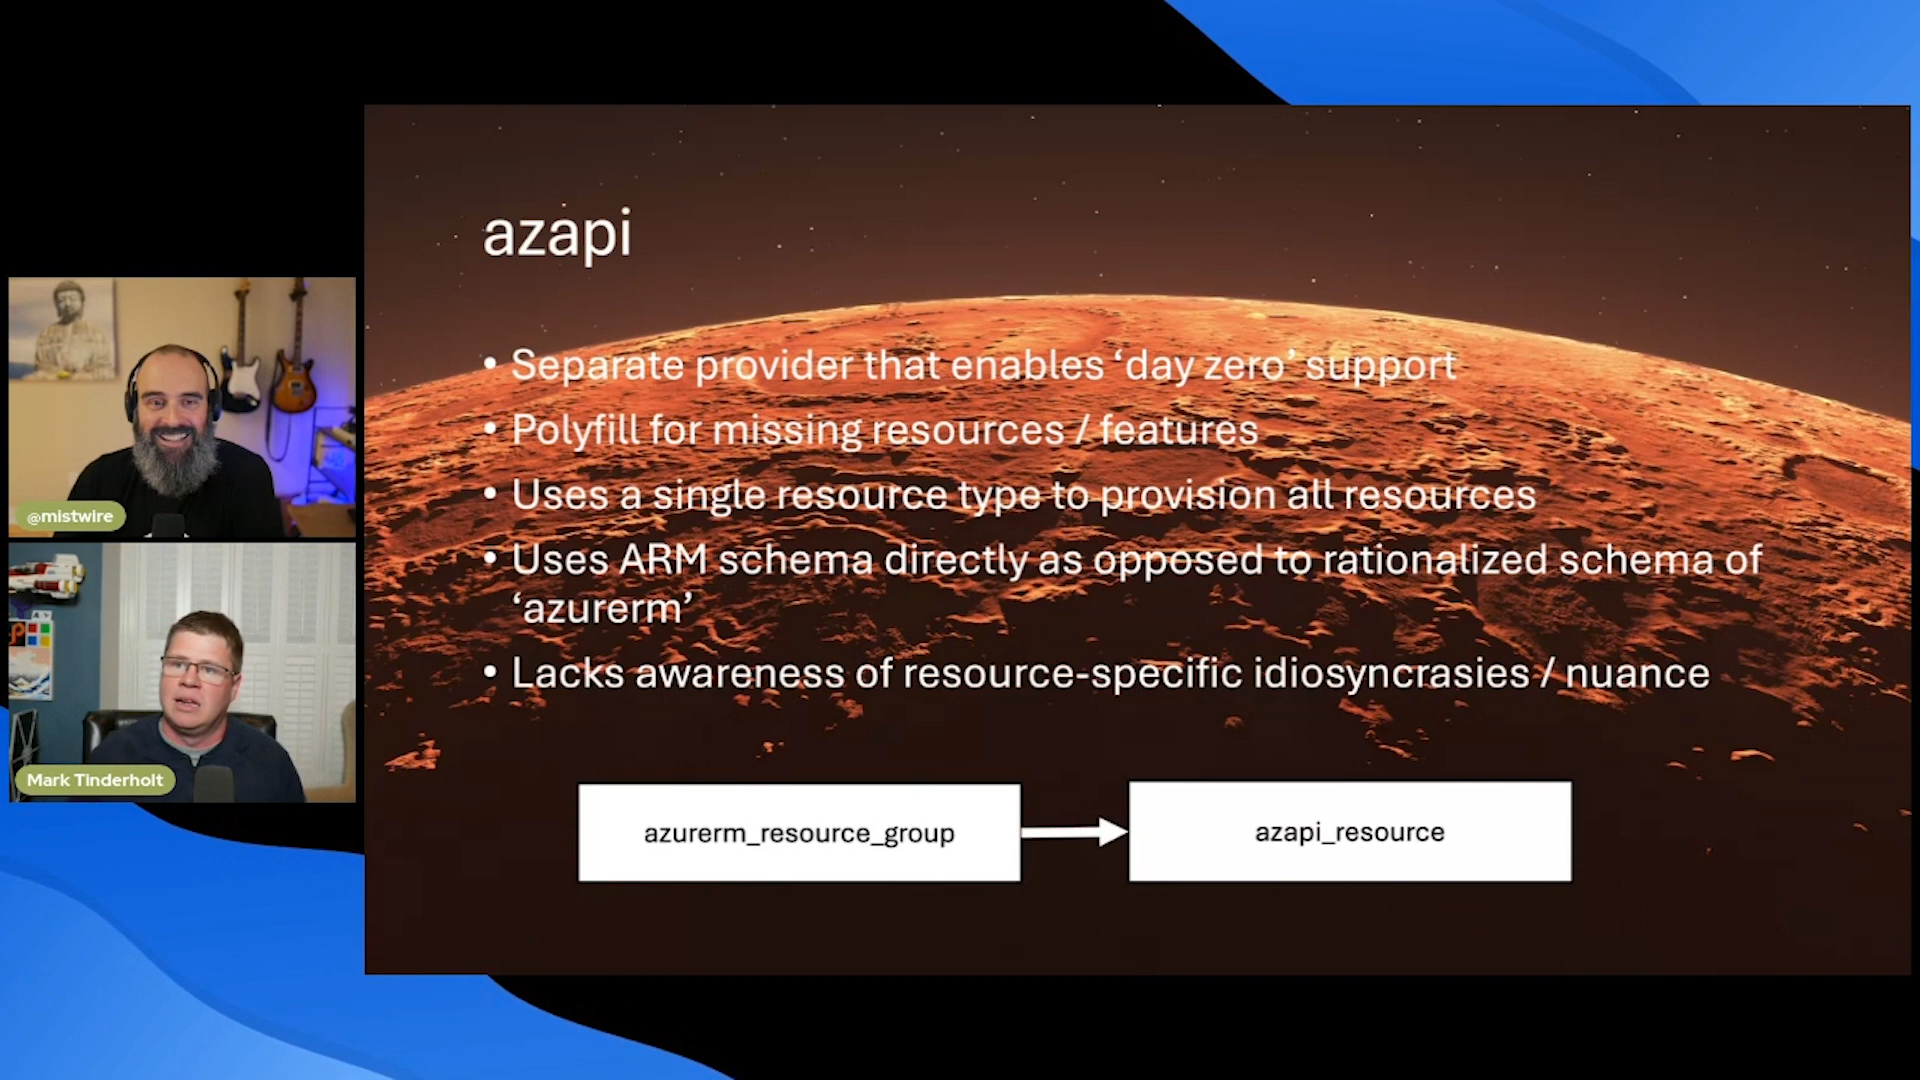 azapi
• Separate provider that enables ‘day zero’ support
• Polyfill for missing resources / features
• Uses a single resource type to provision all resources
• Uses ARM schema directly as opposed to rationalized schema of
‘azurerm’
• Lacks awareness of resource-specific idiosyncrasies / nuance
azurerm_resource_group
azapi_resource
@mistwire
Mark Tinderholt